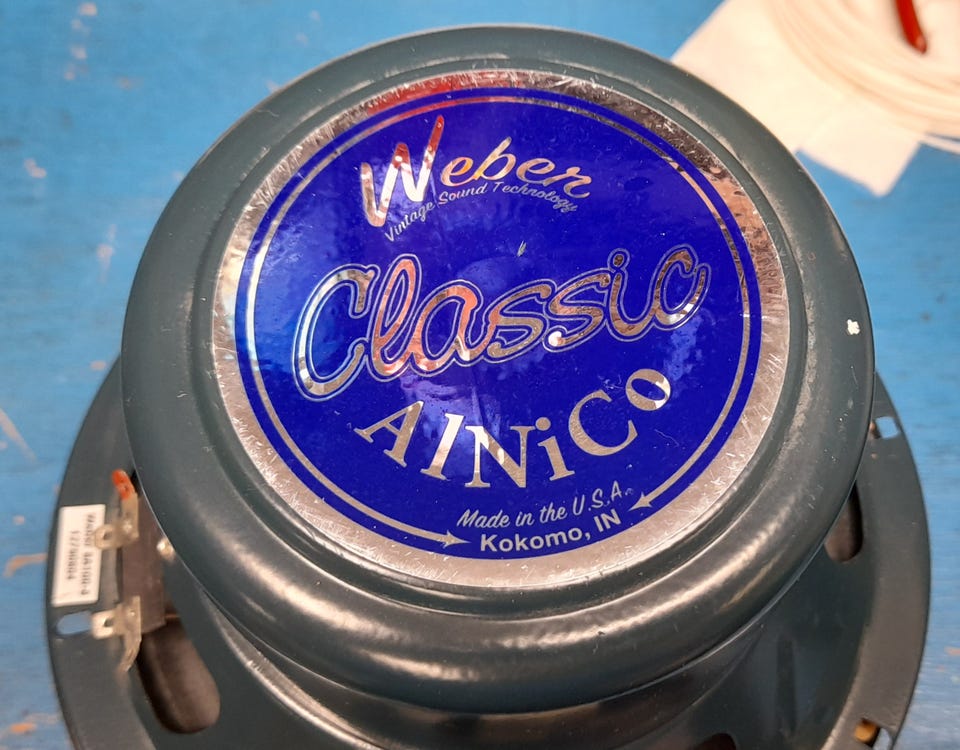 Weber
Vintage Sound Technology
Classic
AlNiCo
Made in the U.S.A.
Kokomo, IN